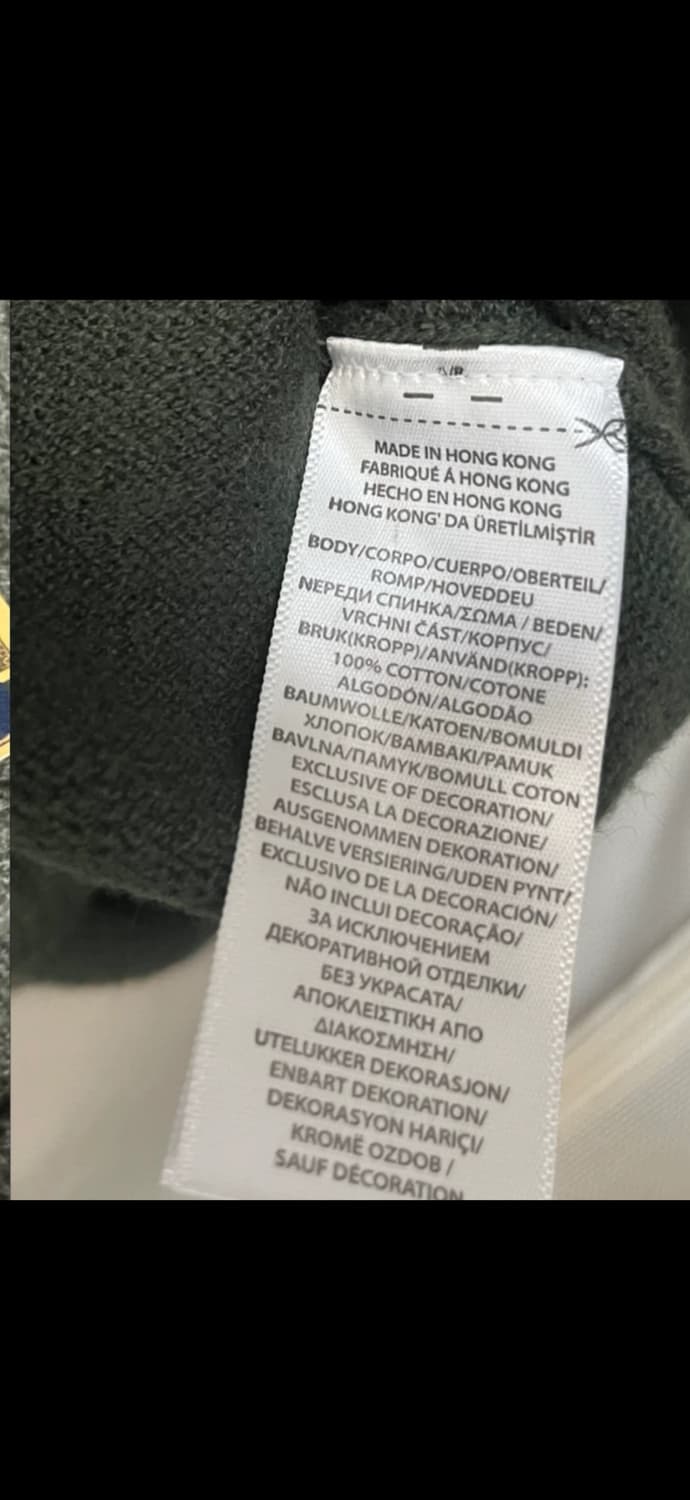 MADE IN HONG KONG
FABRIQUÉ Á HONG KONG
HECHO EN HONG KONG
HONG KONG' DA ÜRETİLMİŞTİR
BODY/CORPO/CUERPO/OBERTEIL/
ROMP/HOVEDDEU
NEPEДИ СПИНКА/ΣΩMA / BEDEN/
VRCHNI ČÁST/КОРПУС/
BRUK(KROPP)/ANVÄND(KROPP):
100% COTTON/COTONE
ALGODÓN/ALGODÃO
BAUMWOLLE/KATOEN/BOMULDI
ХЛОПОК/BAMBAKI/PAMUK
BAVLNA/ПАМУК/BOMULL COTON
EXCLUSIVE OF DECORATION/
ESCLUSA LA DECORAZIONE/
AUSGENOMMEN DEKORATION/
BEHALVE VERSIERING/UDEN PYNT/
EXCLUSIVO DE LA DECORACIÓN/
NÃO INCLUI DECORAÇÃO/
ЗА ИСКЛЮЧЕНИЕМ
ДЕКОРАТИВНОЙ ОТДЕЛКИ/
БЕЗ УКРАСАТА/
ΑΠΟΚΛΕΙΣΤΙΚΗ ΑΠΟ
ΔΙΑΚΟΣΜΗΣΗ/
UTELUKKER DEKORASJON/
ENBART DEKORATION/
DEKORASYON HARIÇI/
KROMĚ OZDOB /
SAUF DÉCORATION